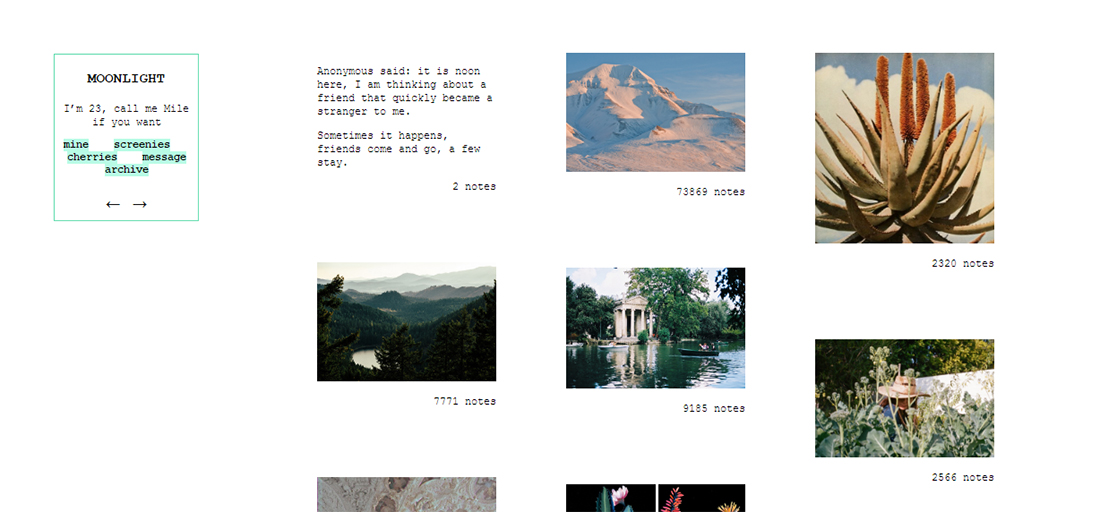 MOONLIGHT
I'm 23, call me Mile
if you want
mine screenies
cherries message
archive
← →
Anonymous said: it is noon
here, I am thinking about a
friend that quickly became a
stranger to me.
Sometimes it happens,
friends come and go, a few
stay.
2 notes
7771 notes
73869 notes
9185 notes
2320 notes
2566 notes